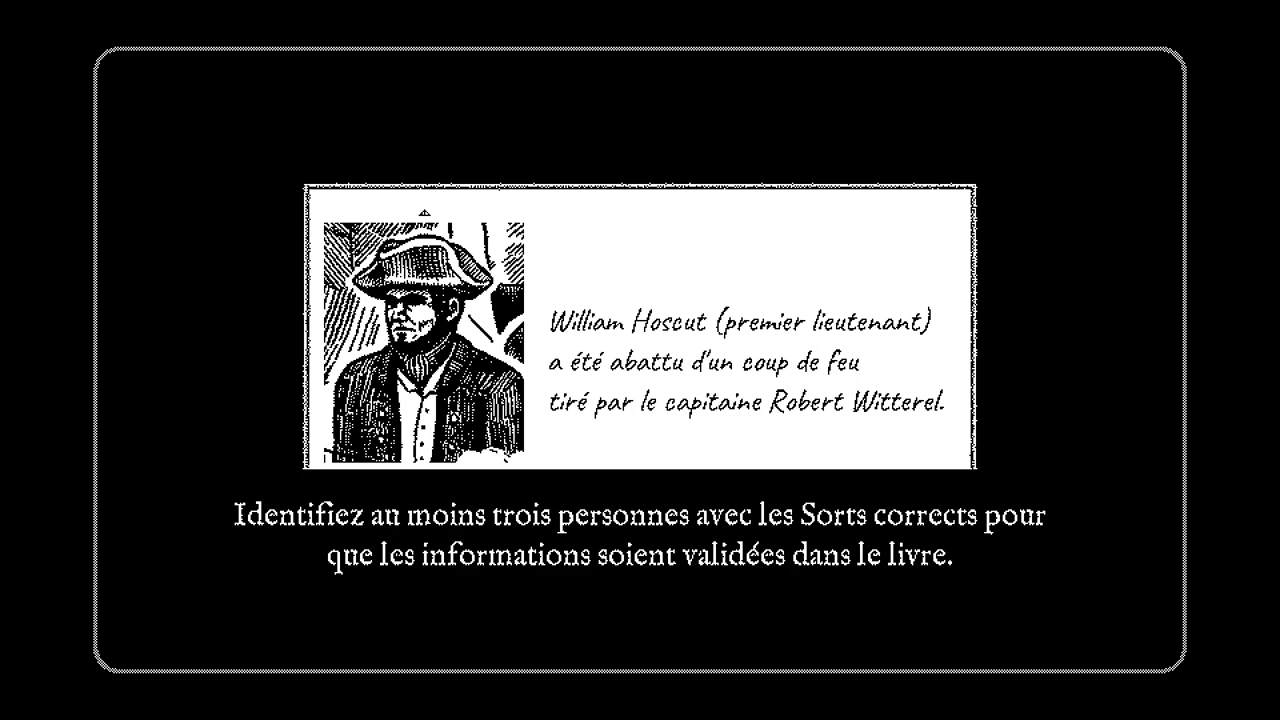 William Hoscut (premier lieutenant)
a été abattu d'un coup de feu
tiré par le capitaine Robert Witterel.
Identifiez au moins trois personnes avec les Sorts corrects pour
que les informations soient validées dans le livre.